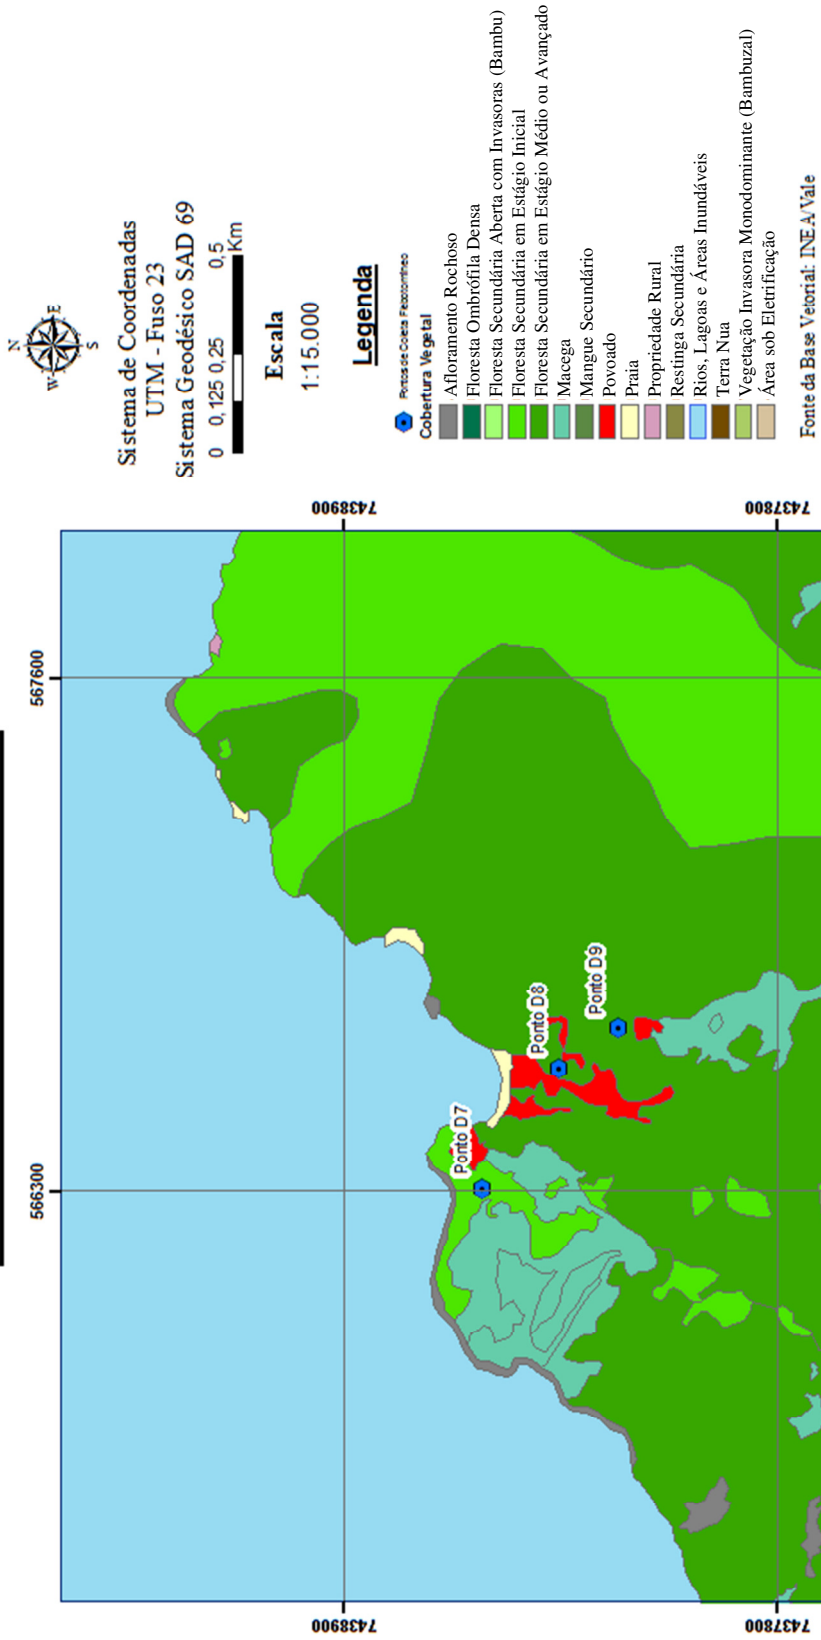 N
W
E
S
Sistema de Coordenadas
UTM - Fuso 23
Sistema Geodésico SAD 69
0 0,125 0,25 0,5
Km
Escala
1:15.000
Legenda
Pontos de Coleta Fitozoontíneo
Cobertura Vegetal
Afloramento Rochoso
Floresta Ombrófila Densa
Floresta Secundária Aberta com Invasoras (Bambu)
Floresta Secundária em Estágio Inicial
Floresta Secundária em Estágio Médio ou Avançado
Macega
Mangue Secundário
Povoado
Praia
Propriedade Rural
Restinga Secundária
Rios, Lagoas e Áreas Inundáveis
Terra Nua
Vegetação Invasora Monodominante (Bambuzal)
Área sob Eletrificação
Fonte da Base Vetorial: INEA/Vale
566300
567600
7438900
7437800
Ponto D7
Ponto D8
Ponto D9
7438900
7437800